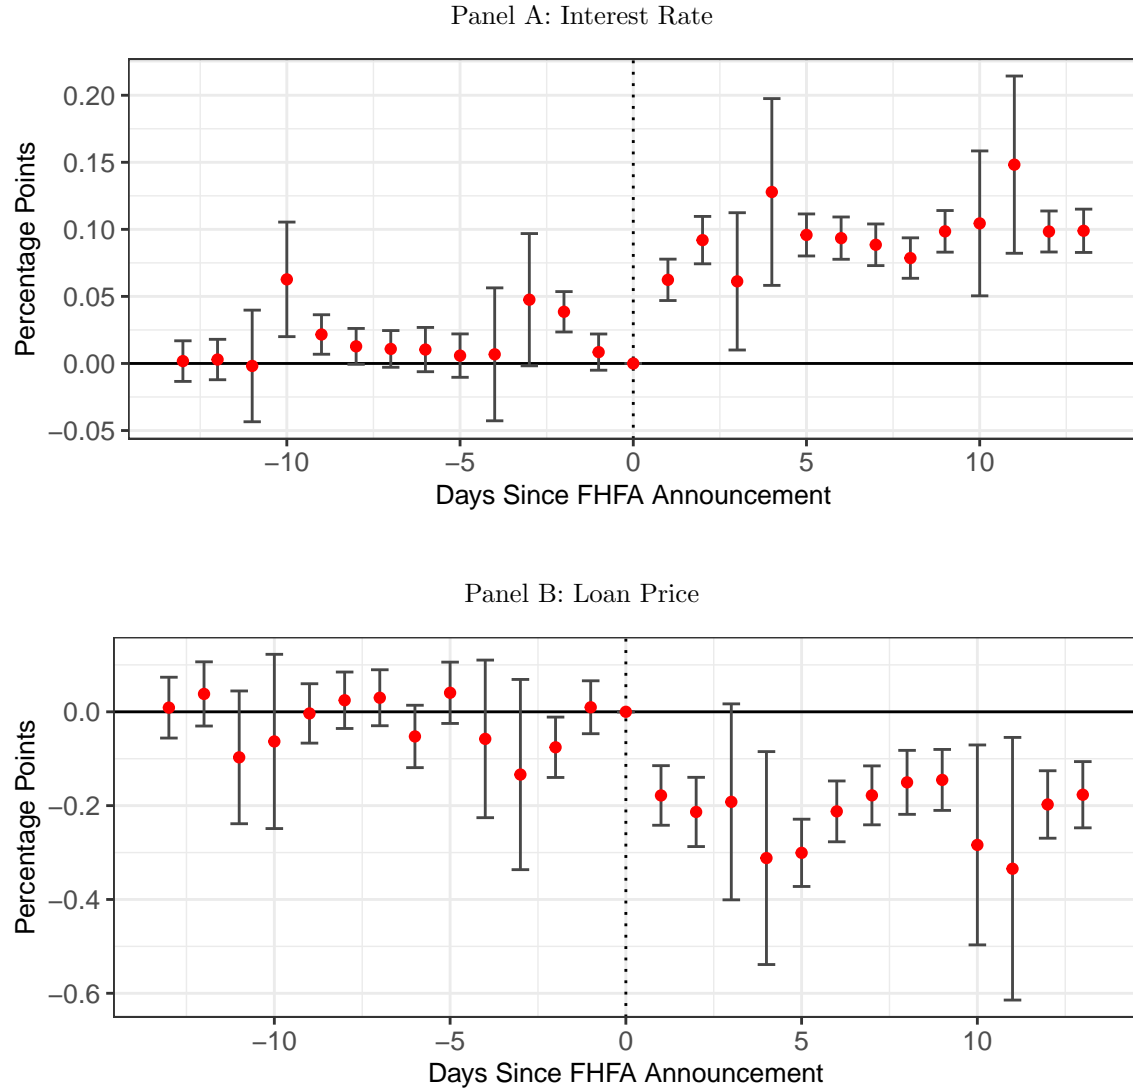 Panel A: Interest Rate
0.20
0.15
0.10
0.05
0.00
−0.05
Percentage Points
−10 −5 0 5 10
Days Since FHFA Announcement
Panel B: Loan Price
0.0
−0.2
−0.4
−0.6
Percentage Points
−10 −5 0 5 10
Days Since FHFA Announcement